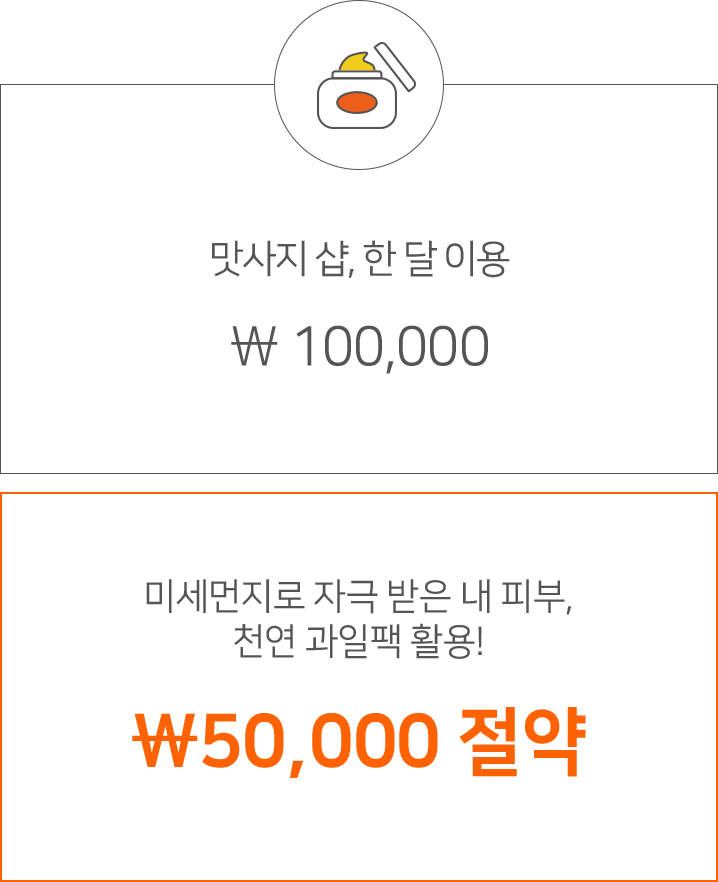 맛사지 샵, 한 달 이용
₩ 100,000
미세먼지로 자극 받은 내 피부,
천연 과일팩 활용!
₩50,000 절약